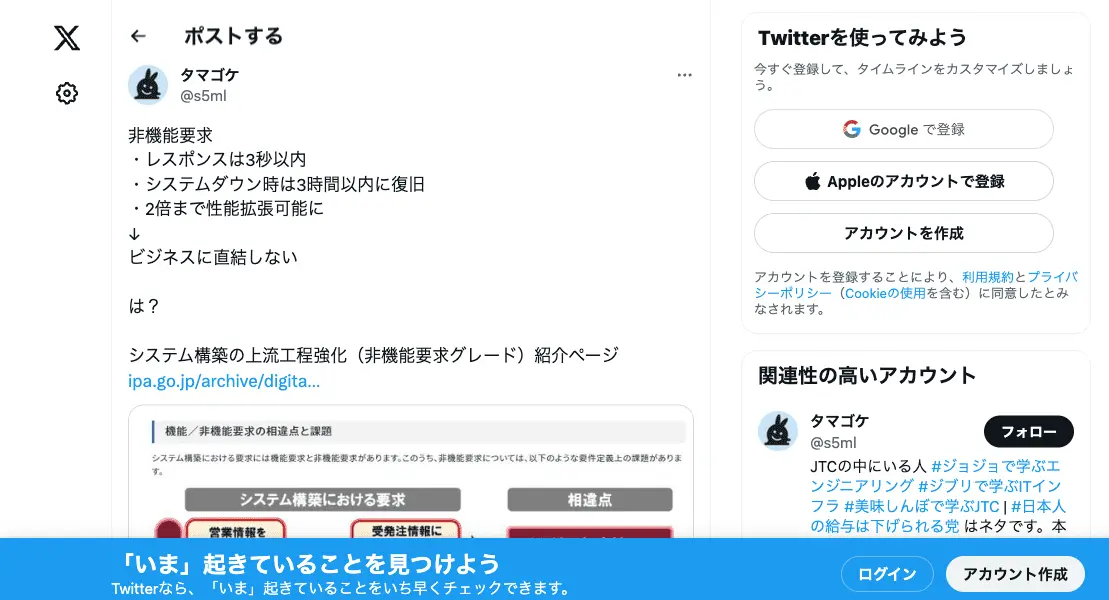 ポストする
タマゴケ
@s5ml
非機能要求
・レスポンスは3秒以内
・システムダウン時は3時間以内に復旧
・2倍まで性能拡張可能に
↓
ビジネスに直結しない
は？
システム構築の上流工程強化（非機能要求グレード）紹介ページ
ipa.go.jp/archive/digita…
機能／非機能要求の相違点と課題
システム構築における要求には機能要求と非機能要求があります。このうち、非機能要求については、以下のような要件定義上の課題がありま
す。
システム構築における要求
相違点
営業情報を
受発注情報に
Twitterを使ってみよう
今すぐ登録して、タイムラインをカスタマイズしましょ
う。
Google で登録
Appleのアカウントで登録
アカウントを作成
アカウントを登録することにより、利用規約とプライバ
シーポリシー（Cookieの使用を含む）に同意したとみ
なされます。
関連性の高いアカウント
タマゴケ
@s5ml
フォロー
JTCの中にいる人 #ジョジョで学ぶエ
ンジニアリング #ジブリで学ぶITイン
フラ #美味しんぼで学ぶJTC | #日本人
の給与は下げられる党 はネタです。本
「いま」起きていることを見つけよう
Twitterなら、「いま」起きていることをいち早くチェックできます。
ログイン
アカウント作成